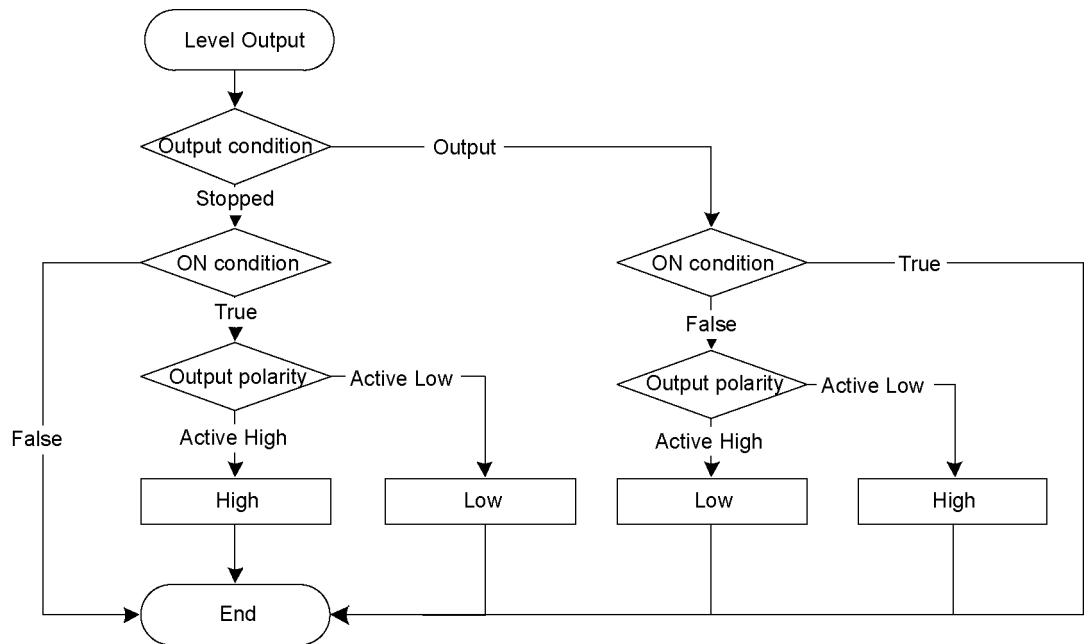 Level Output
Output condition
Output
Stopped
ON condition
ON condition
True
True
False
Output polarity
Active Low
Output polarity
Active Low
False
Active High
Active High
High
Low
Low
High
End